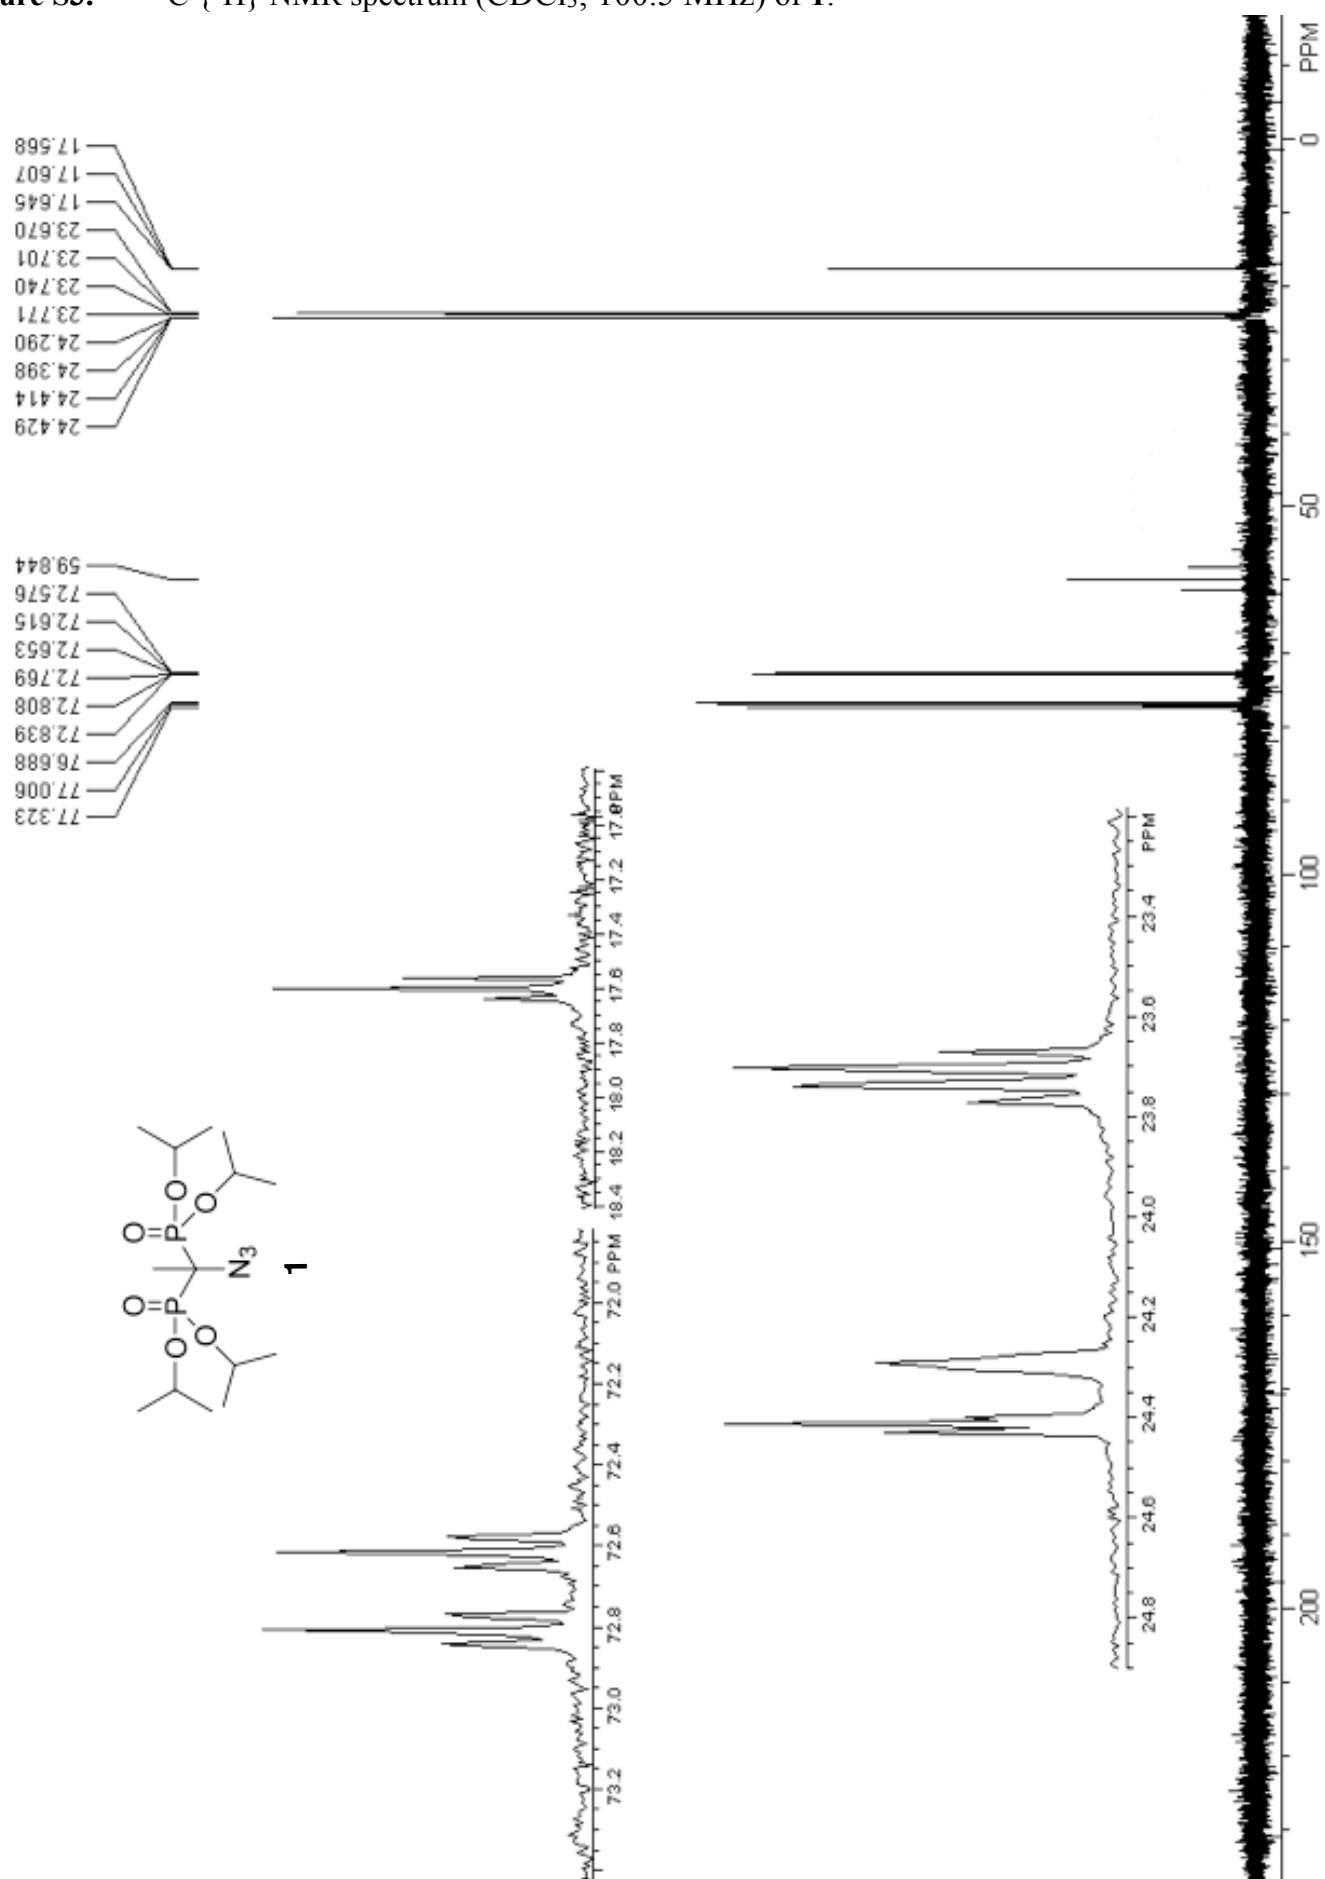 ure S3. ¹³C {¹H} NMR spectrum (CDCl₃, 100.5 MHz) of 1.
17.568
17.607
17.645
23.670
23.701
23.740
23.771
24.290
24.398
24.414
24.429
59.844
72.576
72.615
72.653
72.769
72.808
72.839
76.688
77.006
77.323
O O
P P
O O O O
N3
1
73.2 73.0 72.8 72.6 72.4 72.2 72.0 PPM
18.4 18.2 18.0 17.8 17.6 17.4 17.2 17.0 PPM
24.8 24.6 24.4 24.2 24.0 23.8 23.6 23.4 PPM
200 150 100 50 0 PPM